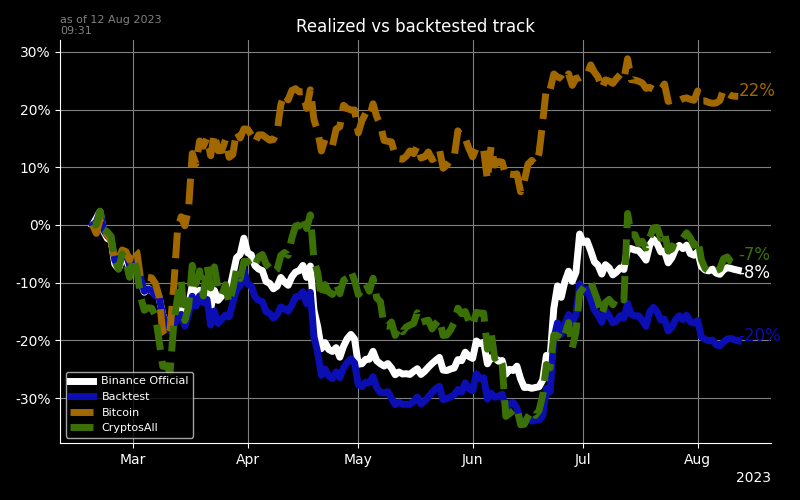 as of 12 Aug 2023
09:31
Realized vs backtested track
30%
20%
10%
0%
-10%
-20%
-30%
22%
-7%
-8%
-20%
Binance Official
Backtest
Bitcoin
CryptosAll
Mar Apr May Jun Jul Aug
2023